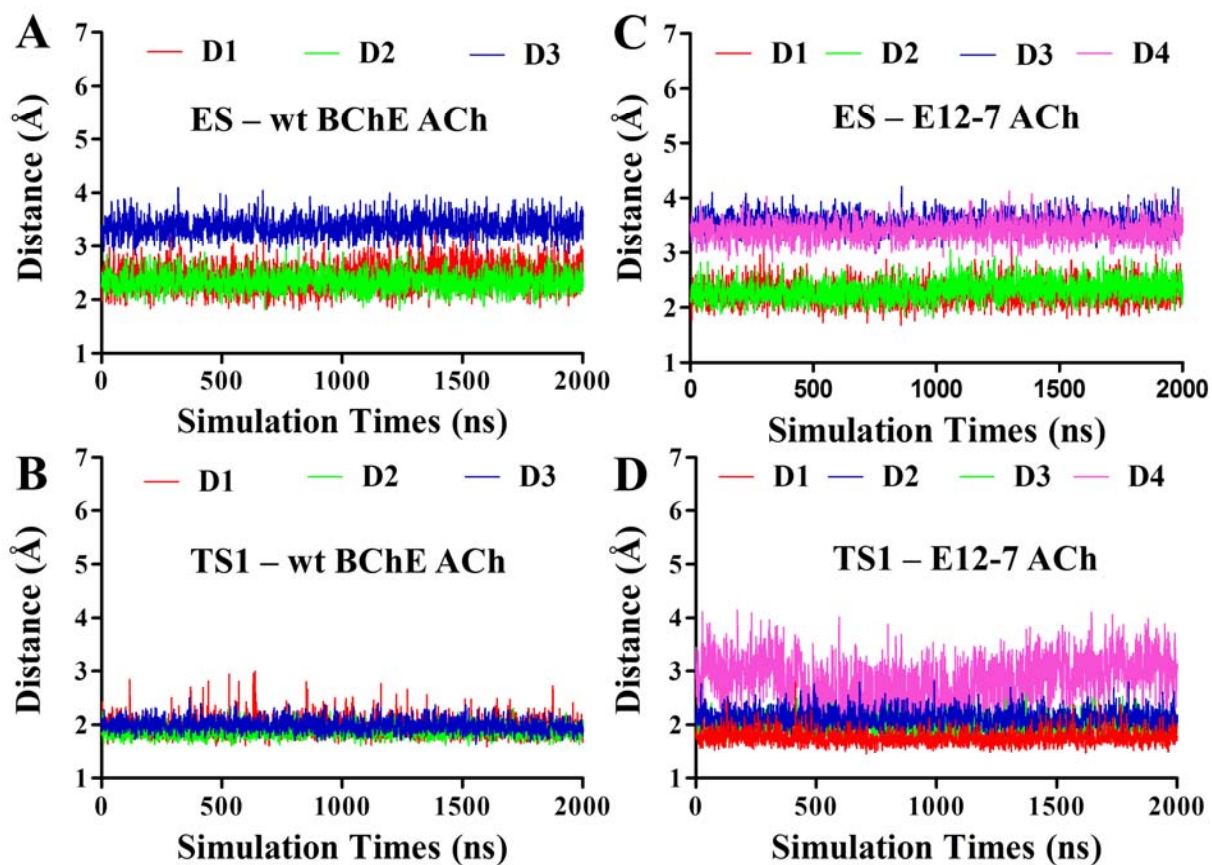 A
D1 D2 D3
ES – wt BChE ACh
Distance (Å)
7
6
5
4
3
2
1
0 500 1000 1500 2000
Simulation Times (ns)
C
D1 D2 D3 D4
ES – E12-7 ACh
Distance (Å)
7
6
5
4
3
2
1
0 500 1000 1500 2000
Simulation Times (ns)
B
D1 D2 D3
TS1 – wt BChE ACh
Distance (Å)
7
6
5
4
3
2
1
0 500 1000 1500 2000
Simulation Times (ns)
D
D1 D2 D3 D4
TS1 – E12-7 ACh
Distance (Å)
7
6
5
4
3
2
1
0 500 1000 1500 2000
Simulation Times (ns)